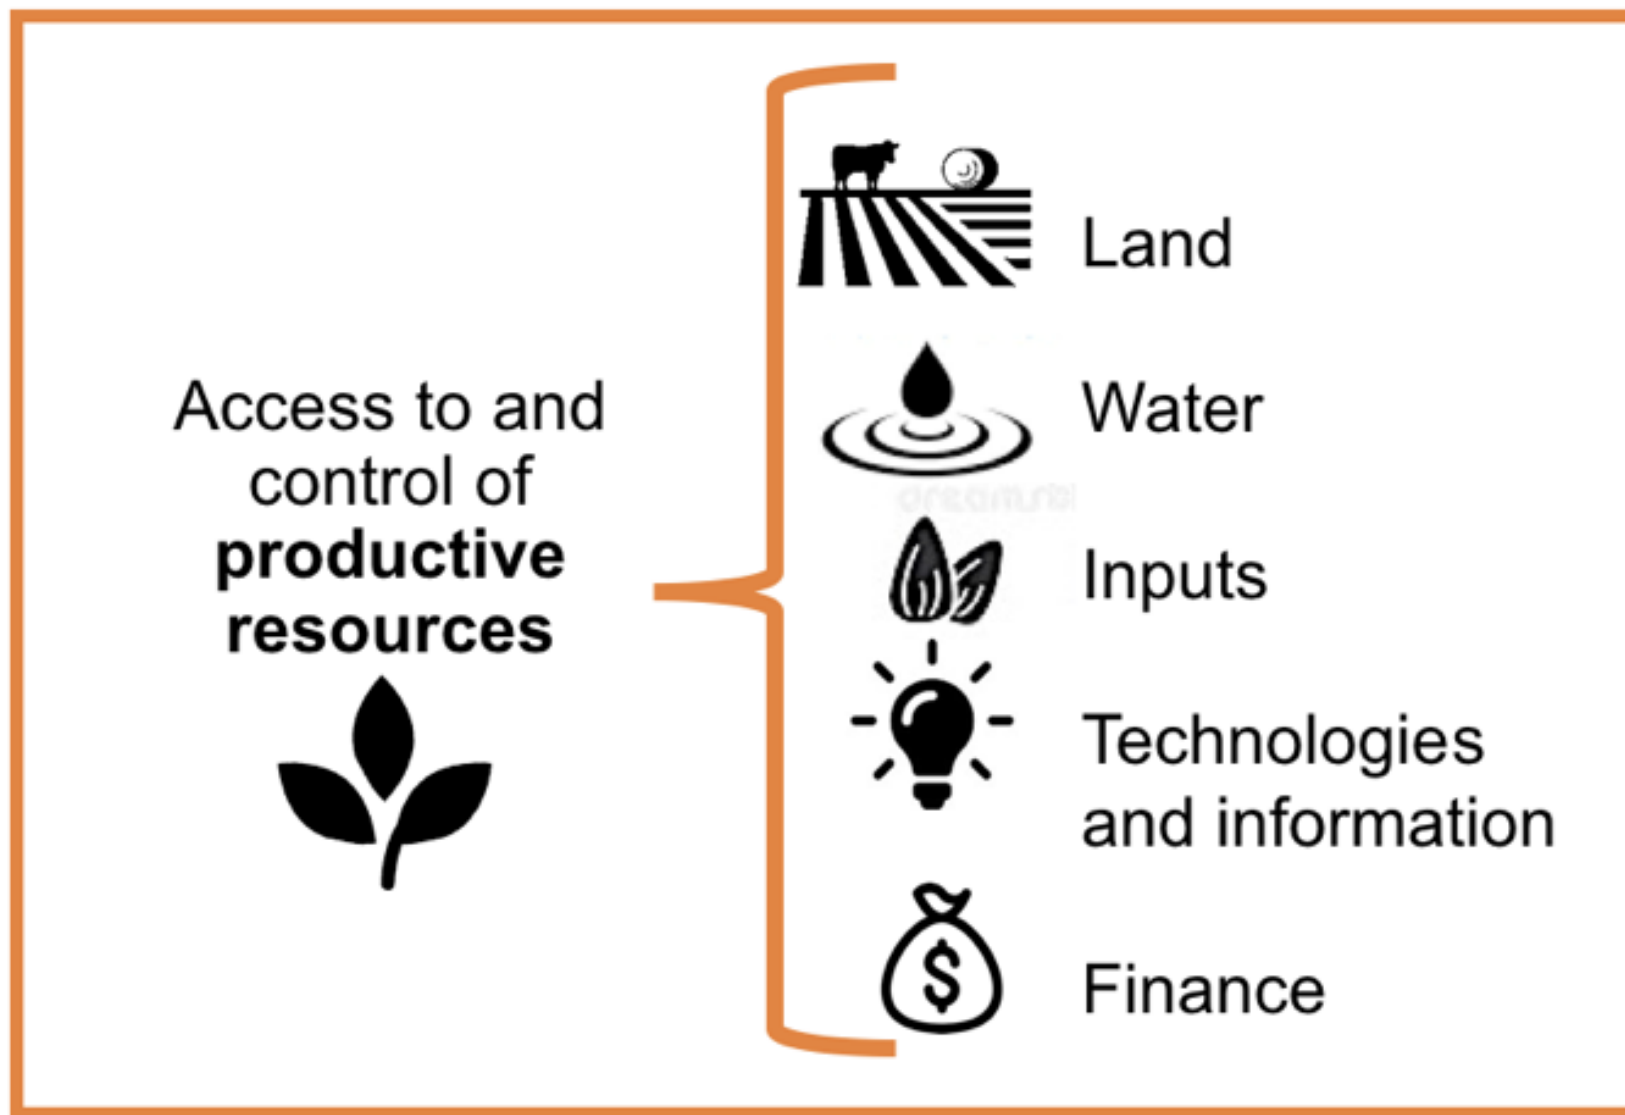 Access to and
control of
productive
resources
Land
Water
Inputs
Technologies
and information
$
Finance